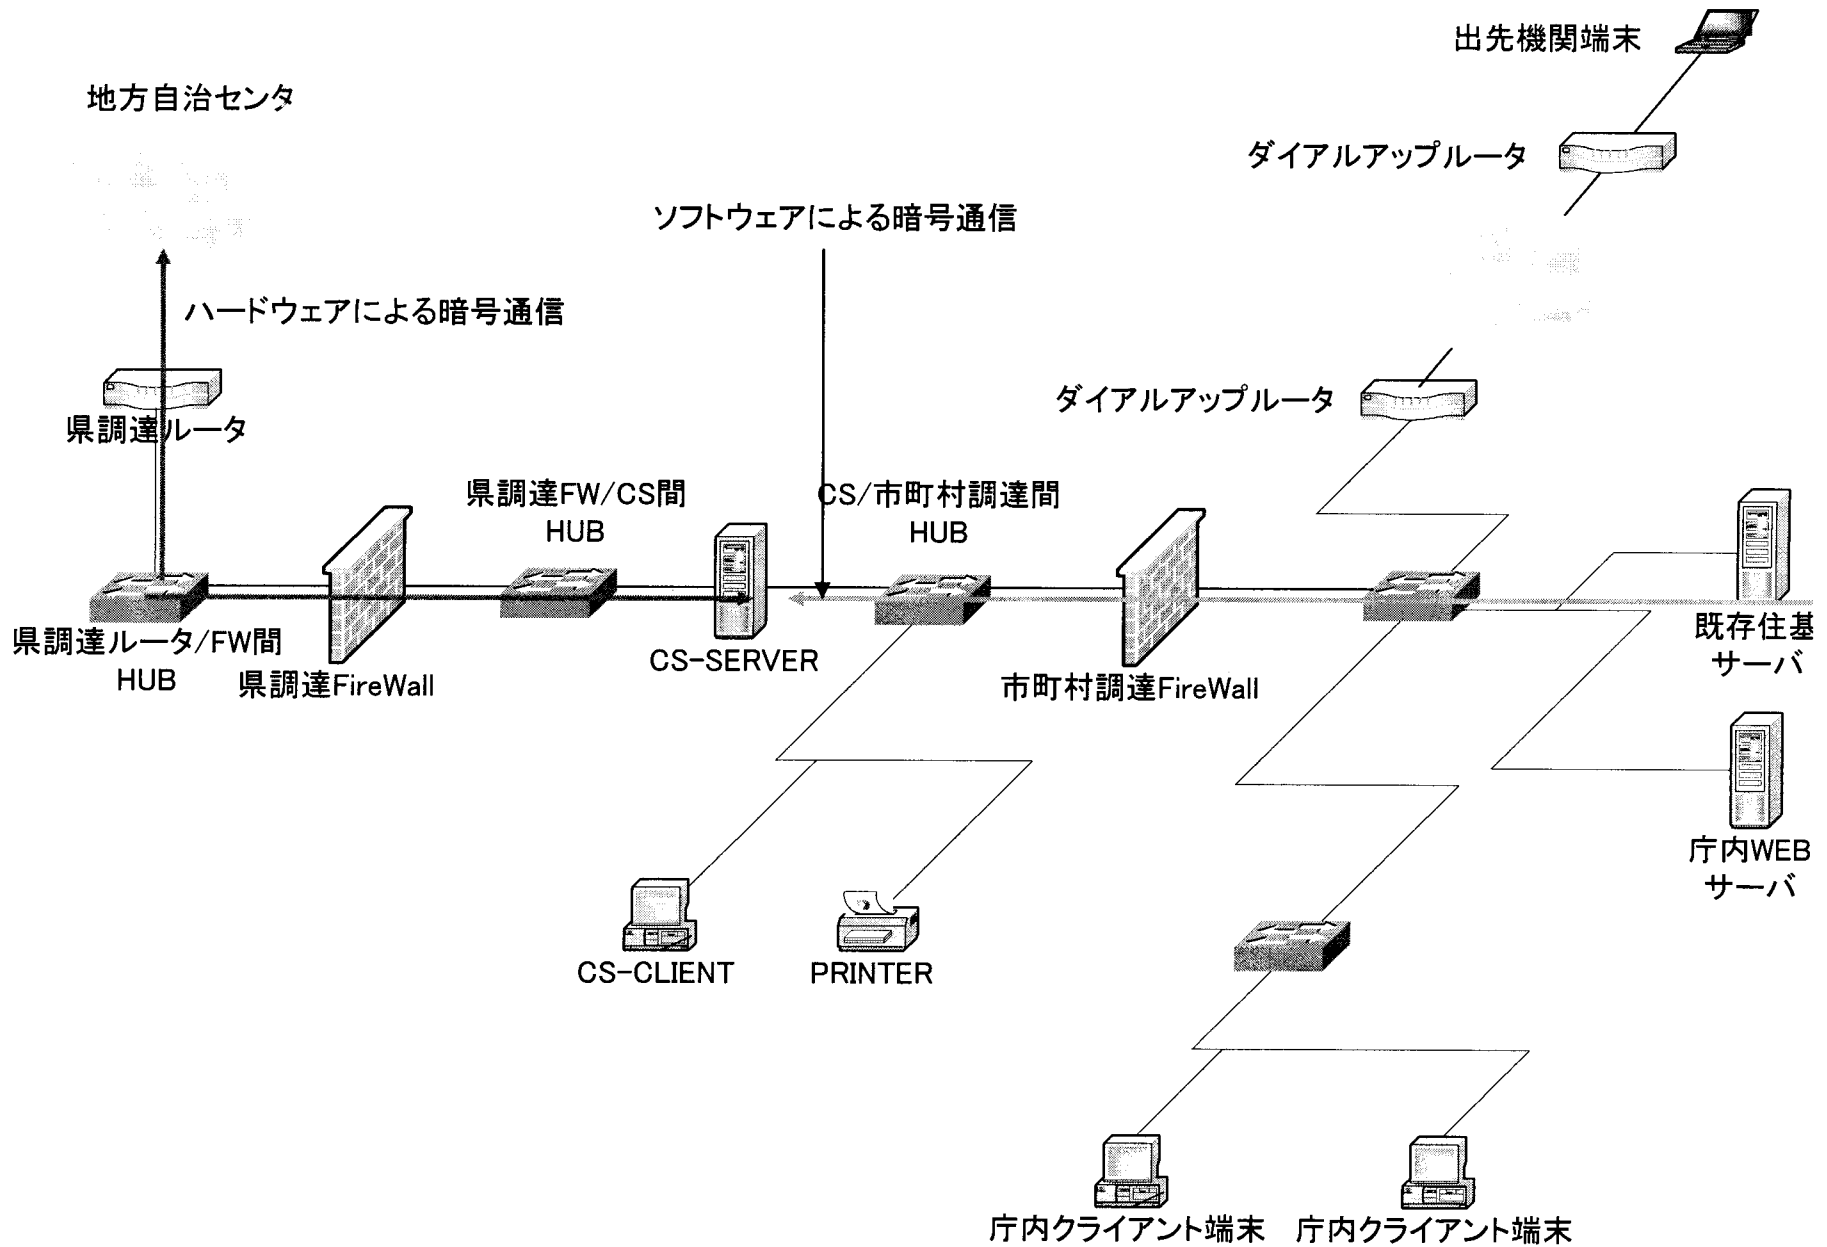 出先機関端末
地方自治センタ
ダイアルアップルータ
ソフトウェアによる暗号通信
ハードウェアによる暗号通信
ダイアルアップルータ
県調達ルータ
県調達FW/CS間
HUB
CS/市町村調達間
HUB
県調達ルータ/FW間
HUB
県調達FireWall
CS-SERVER
市町村調達FireWall
既存住基
サーバ
庁内WEB
サーバ
CS-CLIENT
PRINTER
庁内クライアント端末
庁内クライアント端末